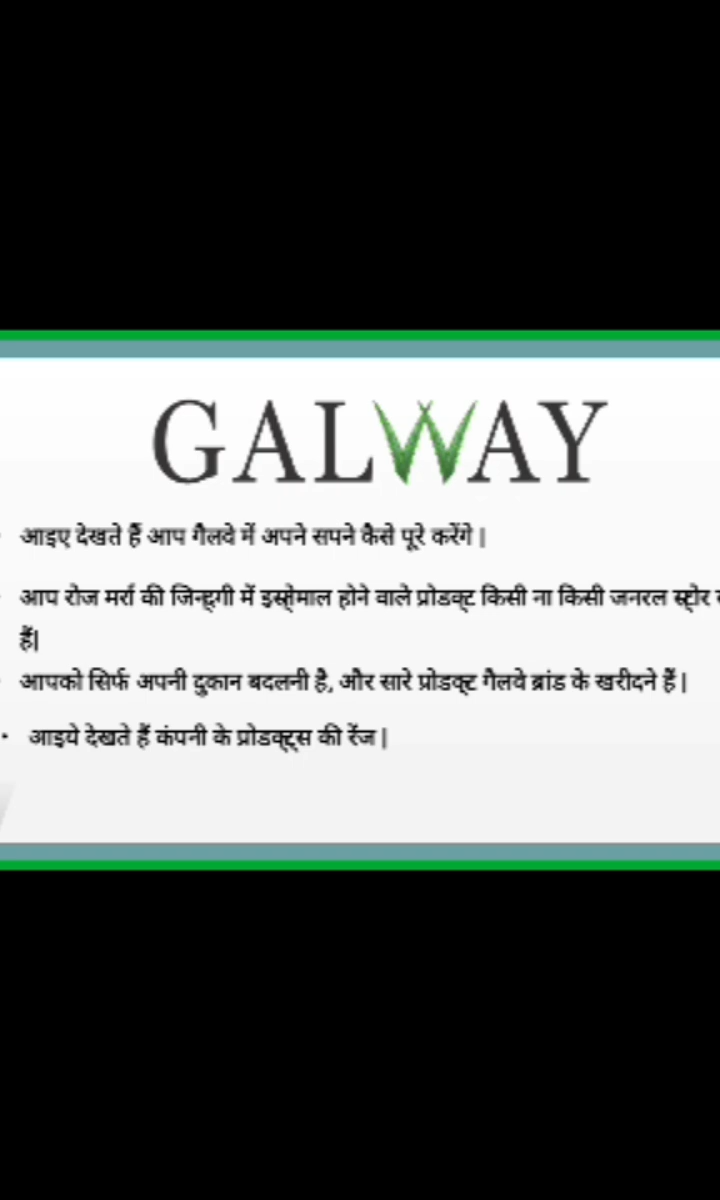 GALWAY
आइए देखते हैं आप गैलवे में अपने सपने कैसे पूरे करेंगे |
आप रोज मर्रा की जिन्द्गी में इस्त्तेमाल होने वाले प्रोडक्ट किसी ना किसी जनरल स्टोर
हैं|
आपको सिर्फ अपनी दुकान बदलनी है, और सारे प्रोडक्ट गैलवे ब्रांड के खरीदने हैं |
• आइये देखते हैं कंपनी के प्रोडक्ट्स की रेंज |